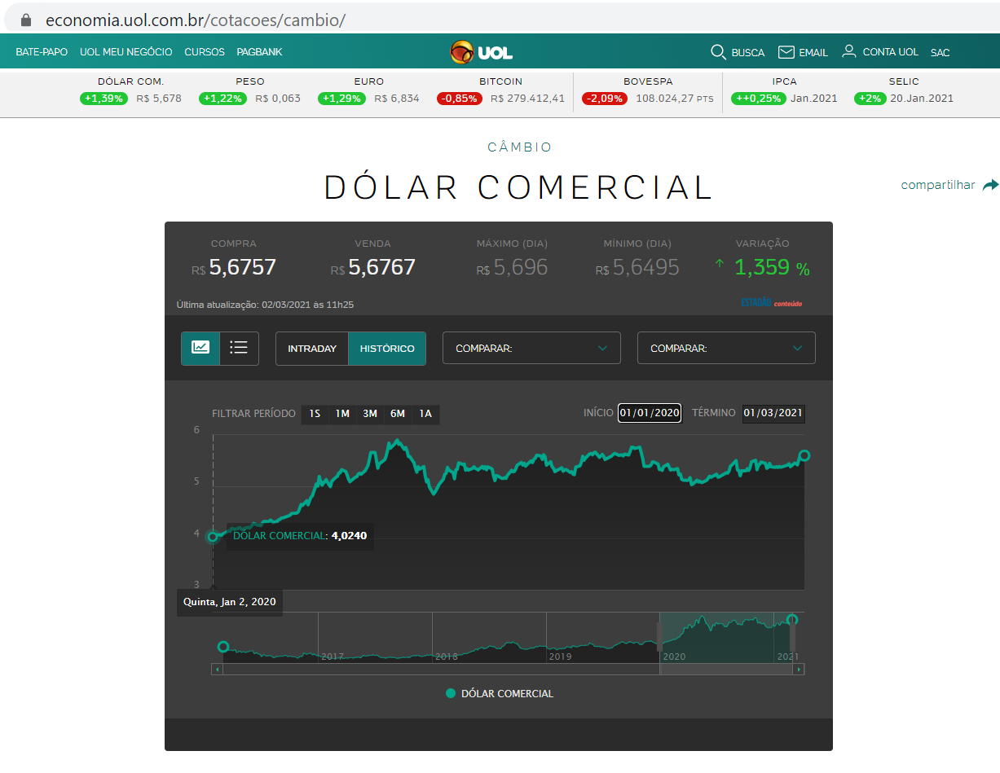 economia.uol.com.br/cotacoes/cambio/
BATE-PAPO UOL MEU NEGÓCIO CURSOS PAGBANK UOL BUSCA EMAIL CONTA UOL SAC
DÓLAR COM. PESO EURO BITCOIN BOVESPA IPCA SELIC
+1,39% R$ 5,678 +1,22% R$ 0,063 +1,29% R$ 6,834 -0,85% R$ 279.412,41 -2,09% 108.024,27 PTS ++0,25% Jan.2021 +2% 20.Jan.2021
CÂMBIO
DÓLAR COMERCIAL
compartilhar
COMPRA VENDA MÁXIMO (DIA) MÍNIMO (DIA) VARIAÇÃO
R$ 5,6757 R$ 5,6767 R$ 5,696 R$ 5,6495 ↑ 1,359 %
Última atualização: 02/03/2021 às 11h25 ESTADÃO conteúdo
INTRADAY HISTÓRICO COMPARAR: COMPARAR:
FILTRAR PERÍODO 1S 1M 3M 6M 1A INÍCIO 01/01/2020 TÉRMINO 01/03/2021
6
5
4
DÓLAR COMERCIAL: 4,0240
3
Quinta, Jan 2, 2020
2017 2018 2019 2020 2021
DÓLAR COMERCIAL